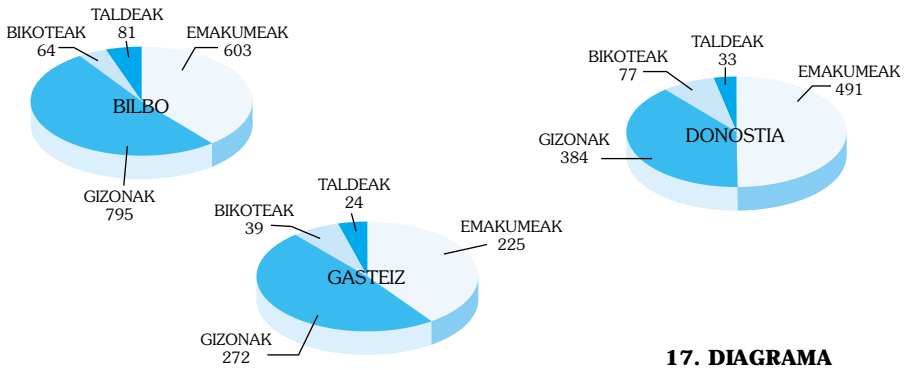 TALDEAK
81
BIKOTEAK
64
EMAKUMEAK
603
BILBO
GIZONAK
795
TALDEAK
33
BIKOTEAK
77
EMAKUMEAK
491
DONOSTIA
GIZONAK
384
TALDEAK
24
BIKOTEAK
39
EMAKUMEAK
225
GASTEIZ
GIZONAK
272
17. DIAGRAMA